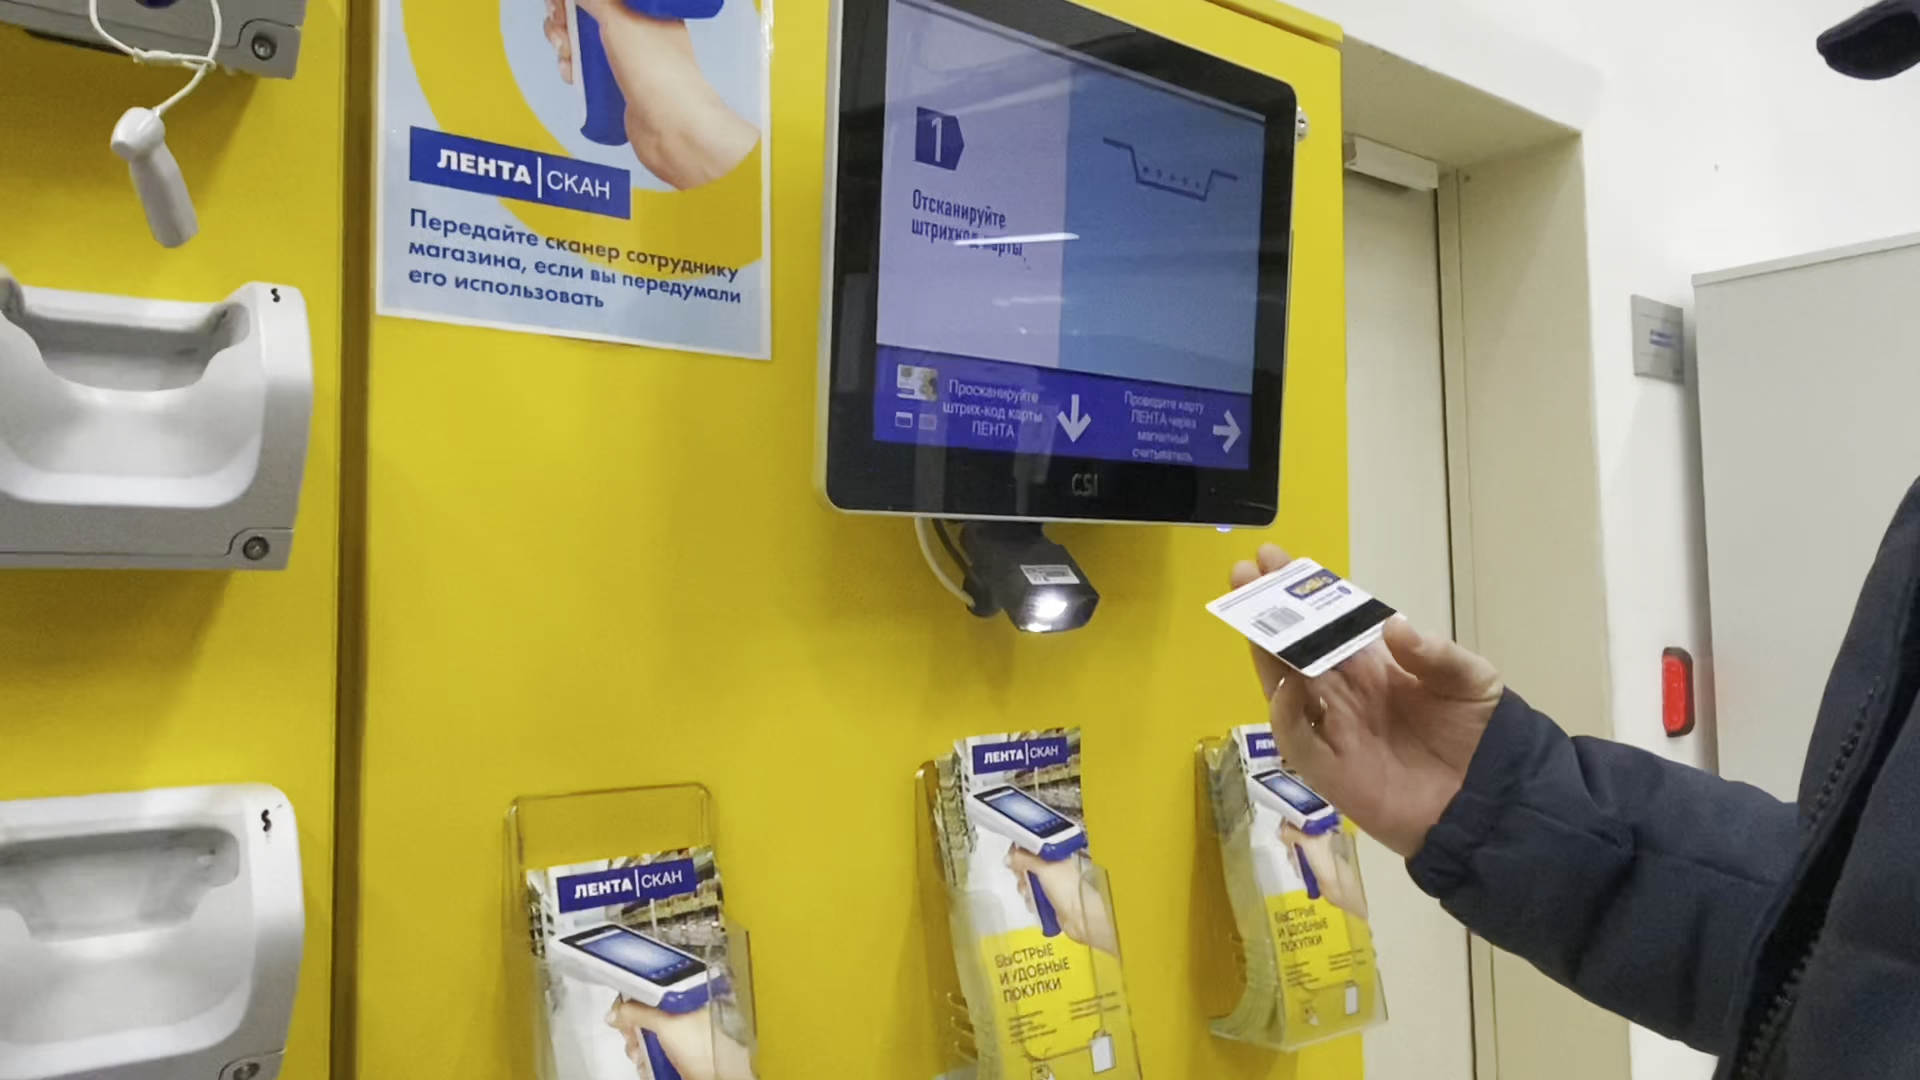 ЛЕНТА СКАН
Передайте сканер сотруднику
магазина, если вы передумали
его использовать
1
Отсканируйте
штрихкод карты
Просканируйте
штрих-код карты
ЛЕНТА
Проведите карту
ЛЕНТА через
магнитный
считыватель
CSI
S
S
ЛЕНТА СКАН
ЛЕНТА СКАН
БЫСТРЫЕ
И УДОБНЫЕ
ПОКУПКИ
БЫСТРЫЕ
И УДОБНЫЕ
ПОКУПКИ